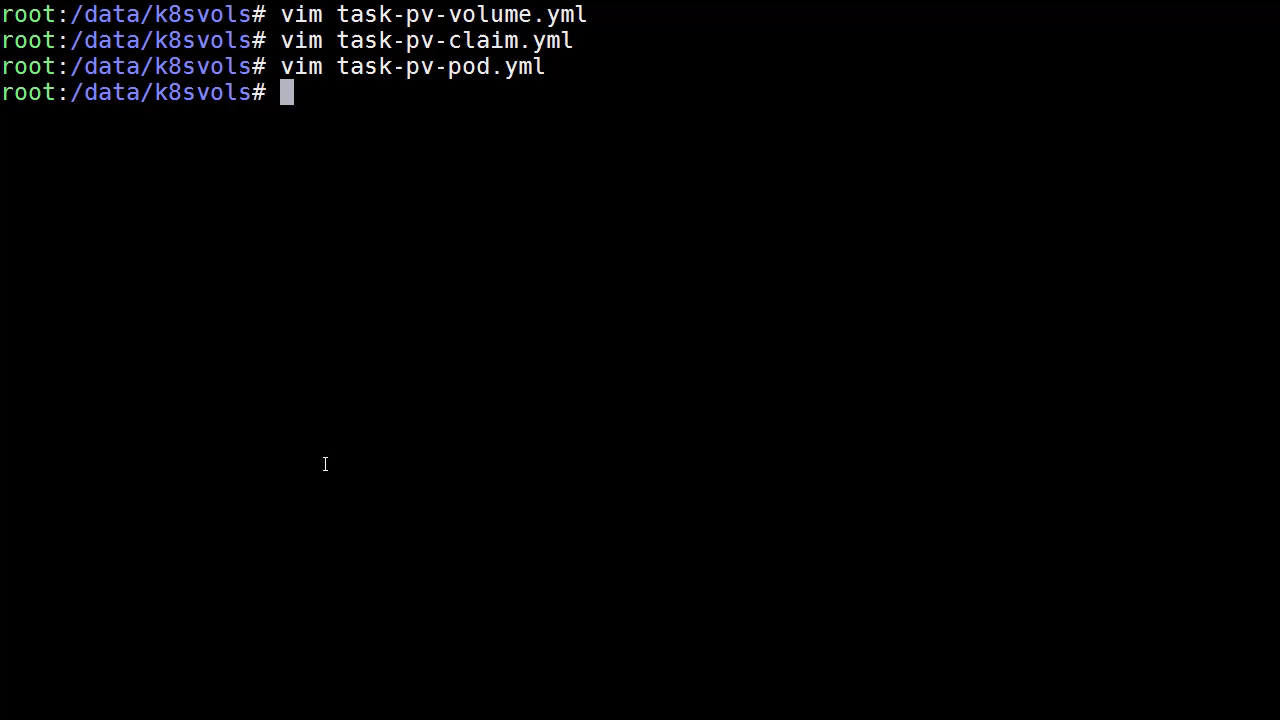 root:/data/k8svols# vim task-pv-volume.yml
root:/data/k8svols# vim task-pv-claim.yml
root:/data/k8svols# vim task-pv-pod.yml
root:/data/k8svols#